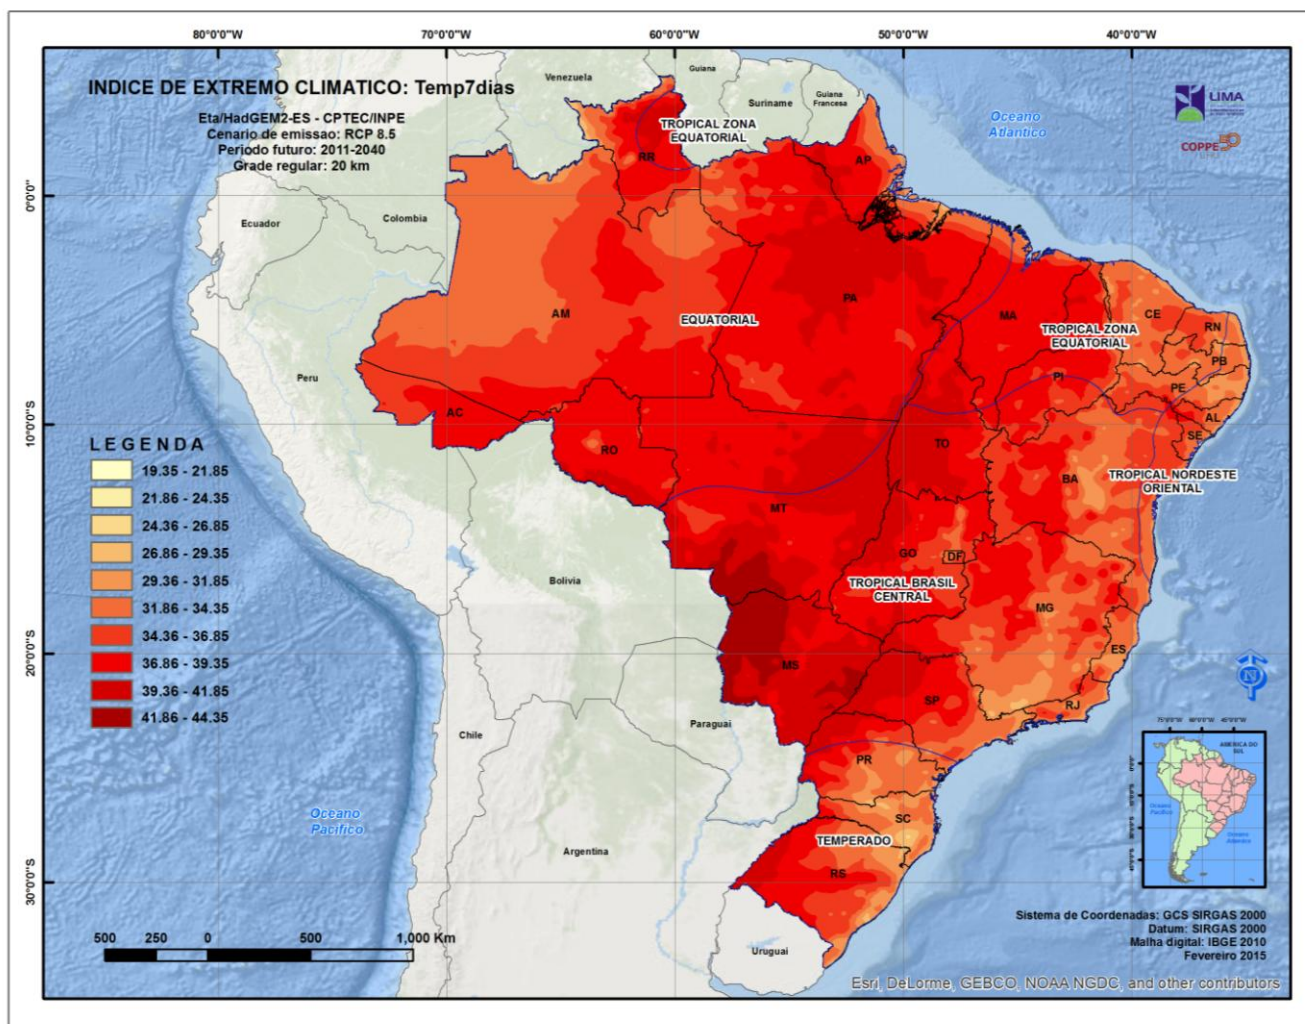 80°0'0"W
70°0'0"W
60°0'0"W
50°0'0"W
40°0'0"W
INDICE DE EXTREMO CLIMATICO: Temp7dias
Eta/HadGEM2-ES - CPTEC/INPE
Cenario de emissao: RCP 8.5
Periodo futuro: 2011-2040
Grade regular: 20 km
Venezuela
Guiana
Suriname
Guiana
Francesa
Oceano
Atlantico
LIMA
COPPE
TROPICAL ZONA
EQUATORIAL
RR
AP
0°0'0"
Ecuador
Colombia
AM
EQUATORIAL
PA
MA
TROPICAL ZONA
EQUATORIAL
CE
RN
PB
PI
PE
AL
SE
Peru
AC
RO
TO
BA
TROPICAL NORDESTE
ORIENTAL
10°0'0"S
LEGENDA
19.35 - 21.85
21.86 - 24.35
24.36 - 26.85
26.86 - 29.35
29.36 - 31.85
31.86 - 34.35
34.36 - 36.85
36.86 - 39.35
39.36 - 41.85
41.86 - 44.35
MT
GO
DF
Bolivia
TROPICAL BRASIL
CENTRAL
MG
ES
20°0'0"S
MS
SP
RJ
N
Paraguai
Chile
PR
SC
TEMPERADO
RS
Oceano
Pacifico
Argentina
30°0'0"S
Uruguai
AMERICA DO
SUL
Oceano
Pacifico
Oceano
Atlantico
500 250 0 500 1,000 Km
Sistema de Coordenadas: GCS SIRGAS 2000
Datum: SIRGAS 2000
Malha digital: IBGE 2010
Fevereiro 2015
Esri, DeLorme, GEBCO, NOAA NGDC, and other contributors